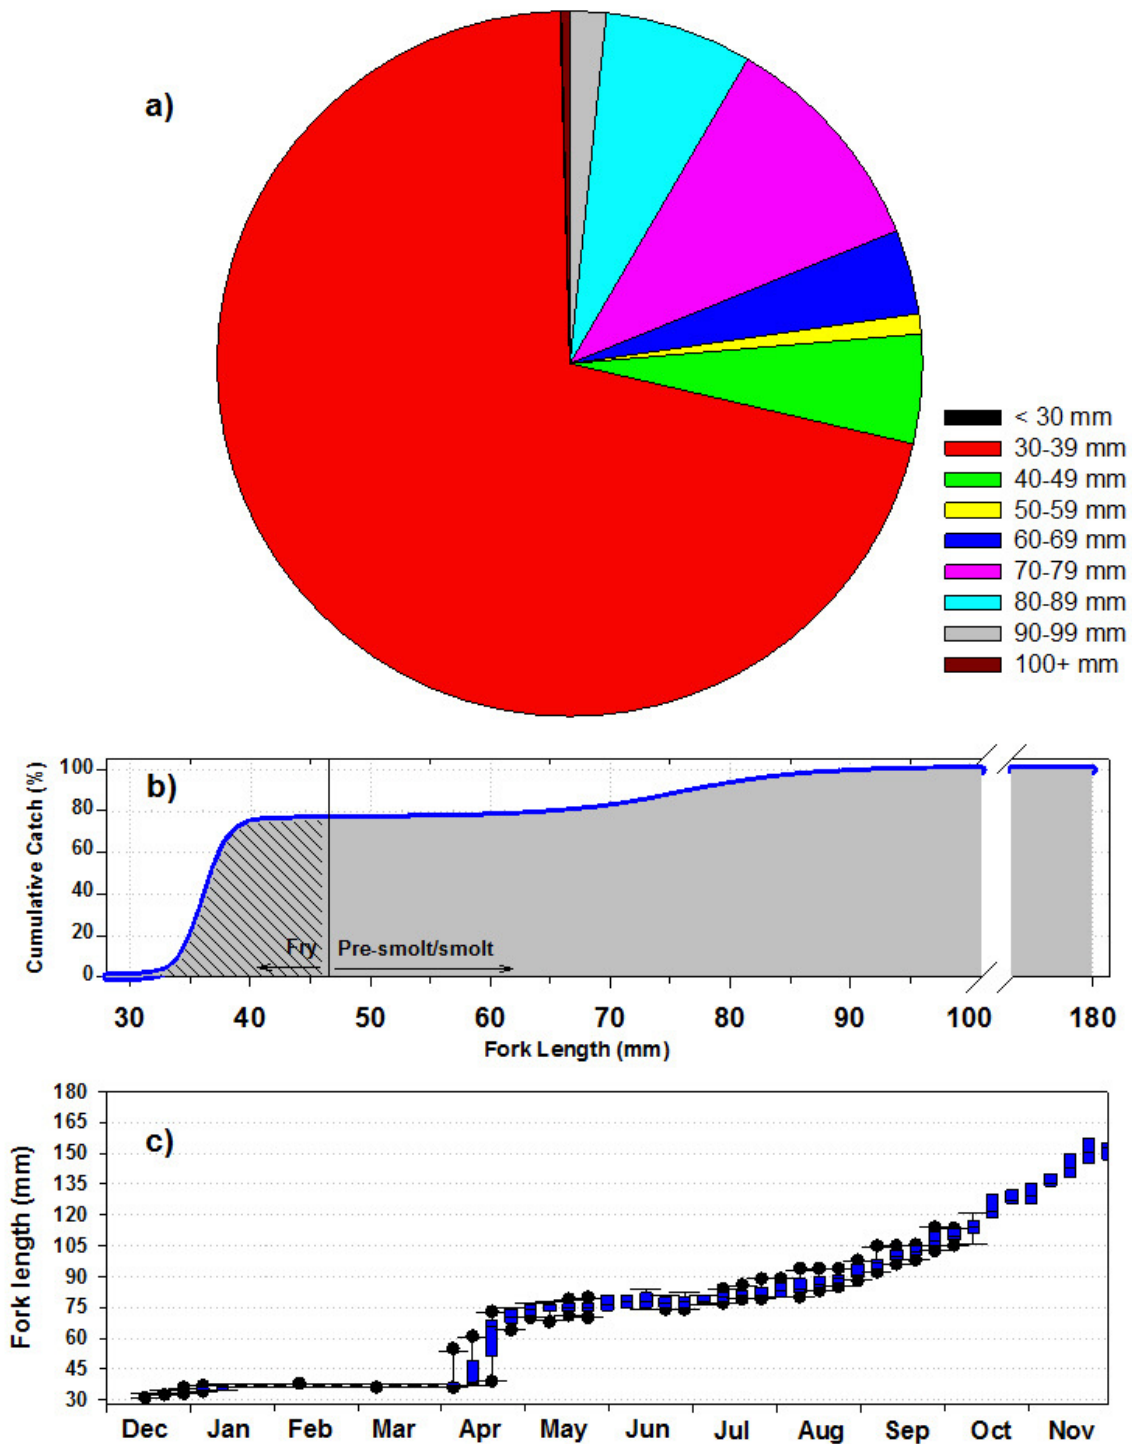 a)
< 30 mm
30-39 mm
40-49 mm
50-59 mm
60-69 mm
70-79 mm
80-89 mm
90-99 mm
100+ mm
b)
Cumulative Catch (%)
100
80
60
40
20
0
Fry
Pre-smolt/smolt
30 40 50 60 70 80 90 100 180
Fork Length (mm)
c)
Fork length (mm)
180
165
150
135
120
105
90
75
60
45
30
Dec Jan Feb Mar Apr May Jun Jul Aug Sep Oct Nov